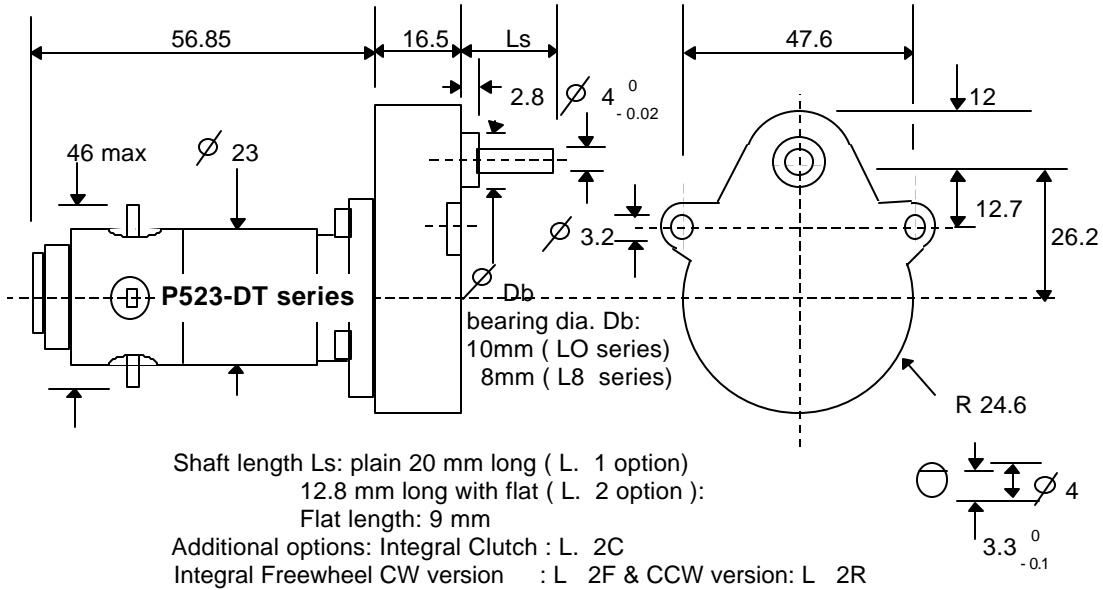 56.85
16.5
Ls
47.6
2.8
Ø 4 0 - 0.02
12
46 max
Ø 23
12.7
Ø 3.2
26.2
P523-DT series
Ø Db
bearing dia. Db:
10mm ( LO series)
8mm ( L8 series)
R 24.6
Shaft length Ls: plain 20 mm long ( L. 1 option)
12.8 mm long with flat ( L. 2 option ):
Flat length: 9 mm
Ø 4
3.3 0 - 0.1
Additional options: Integral Clutch : L. 2C
Integral Freewheel CW version : L 2F & CCW version: L 2R